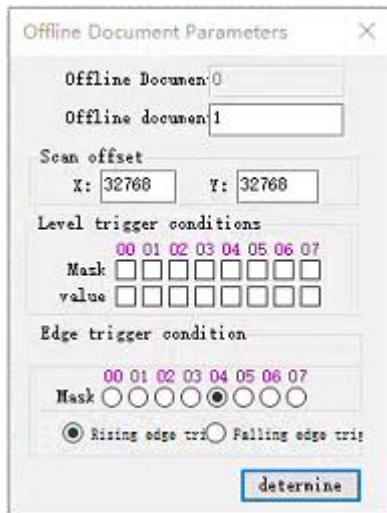 Offline Document Parameters
Offline Documen 0
Offline documen 1
Scan offset
X: 32768 Y: 32768
Level trigger conditions
00 01 02 03 04 05 06 07
Mask
value
Edge trigger condition
00 01 02 03 04 05 06 07
Mask
Rising edge tri Falling edge trig
determine